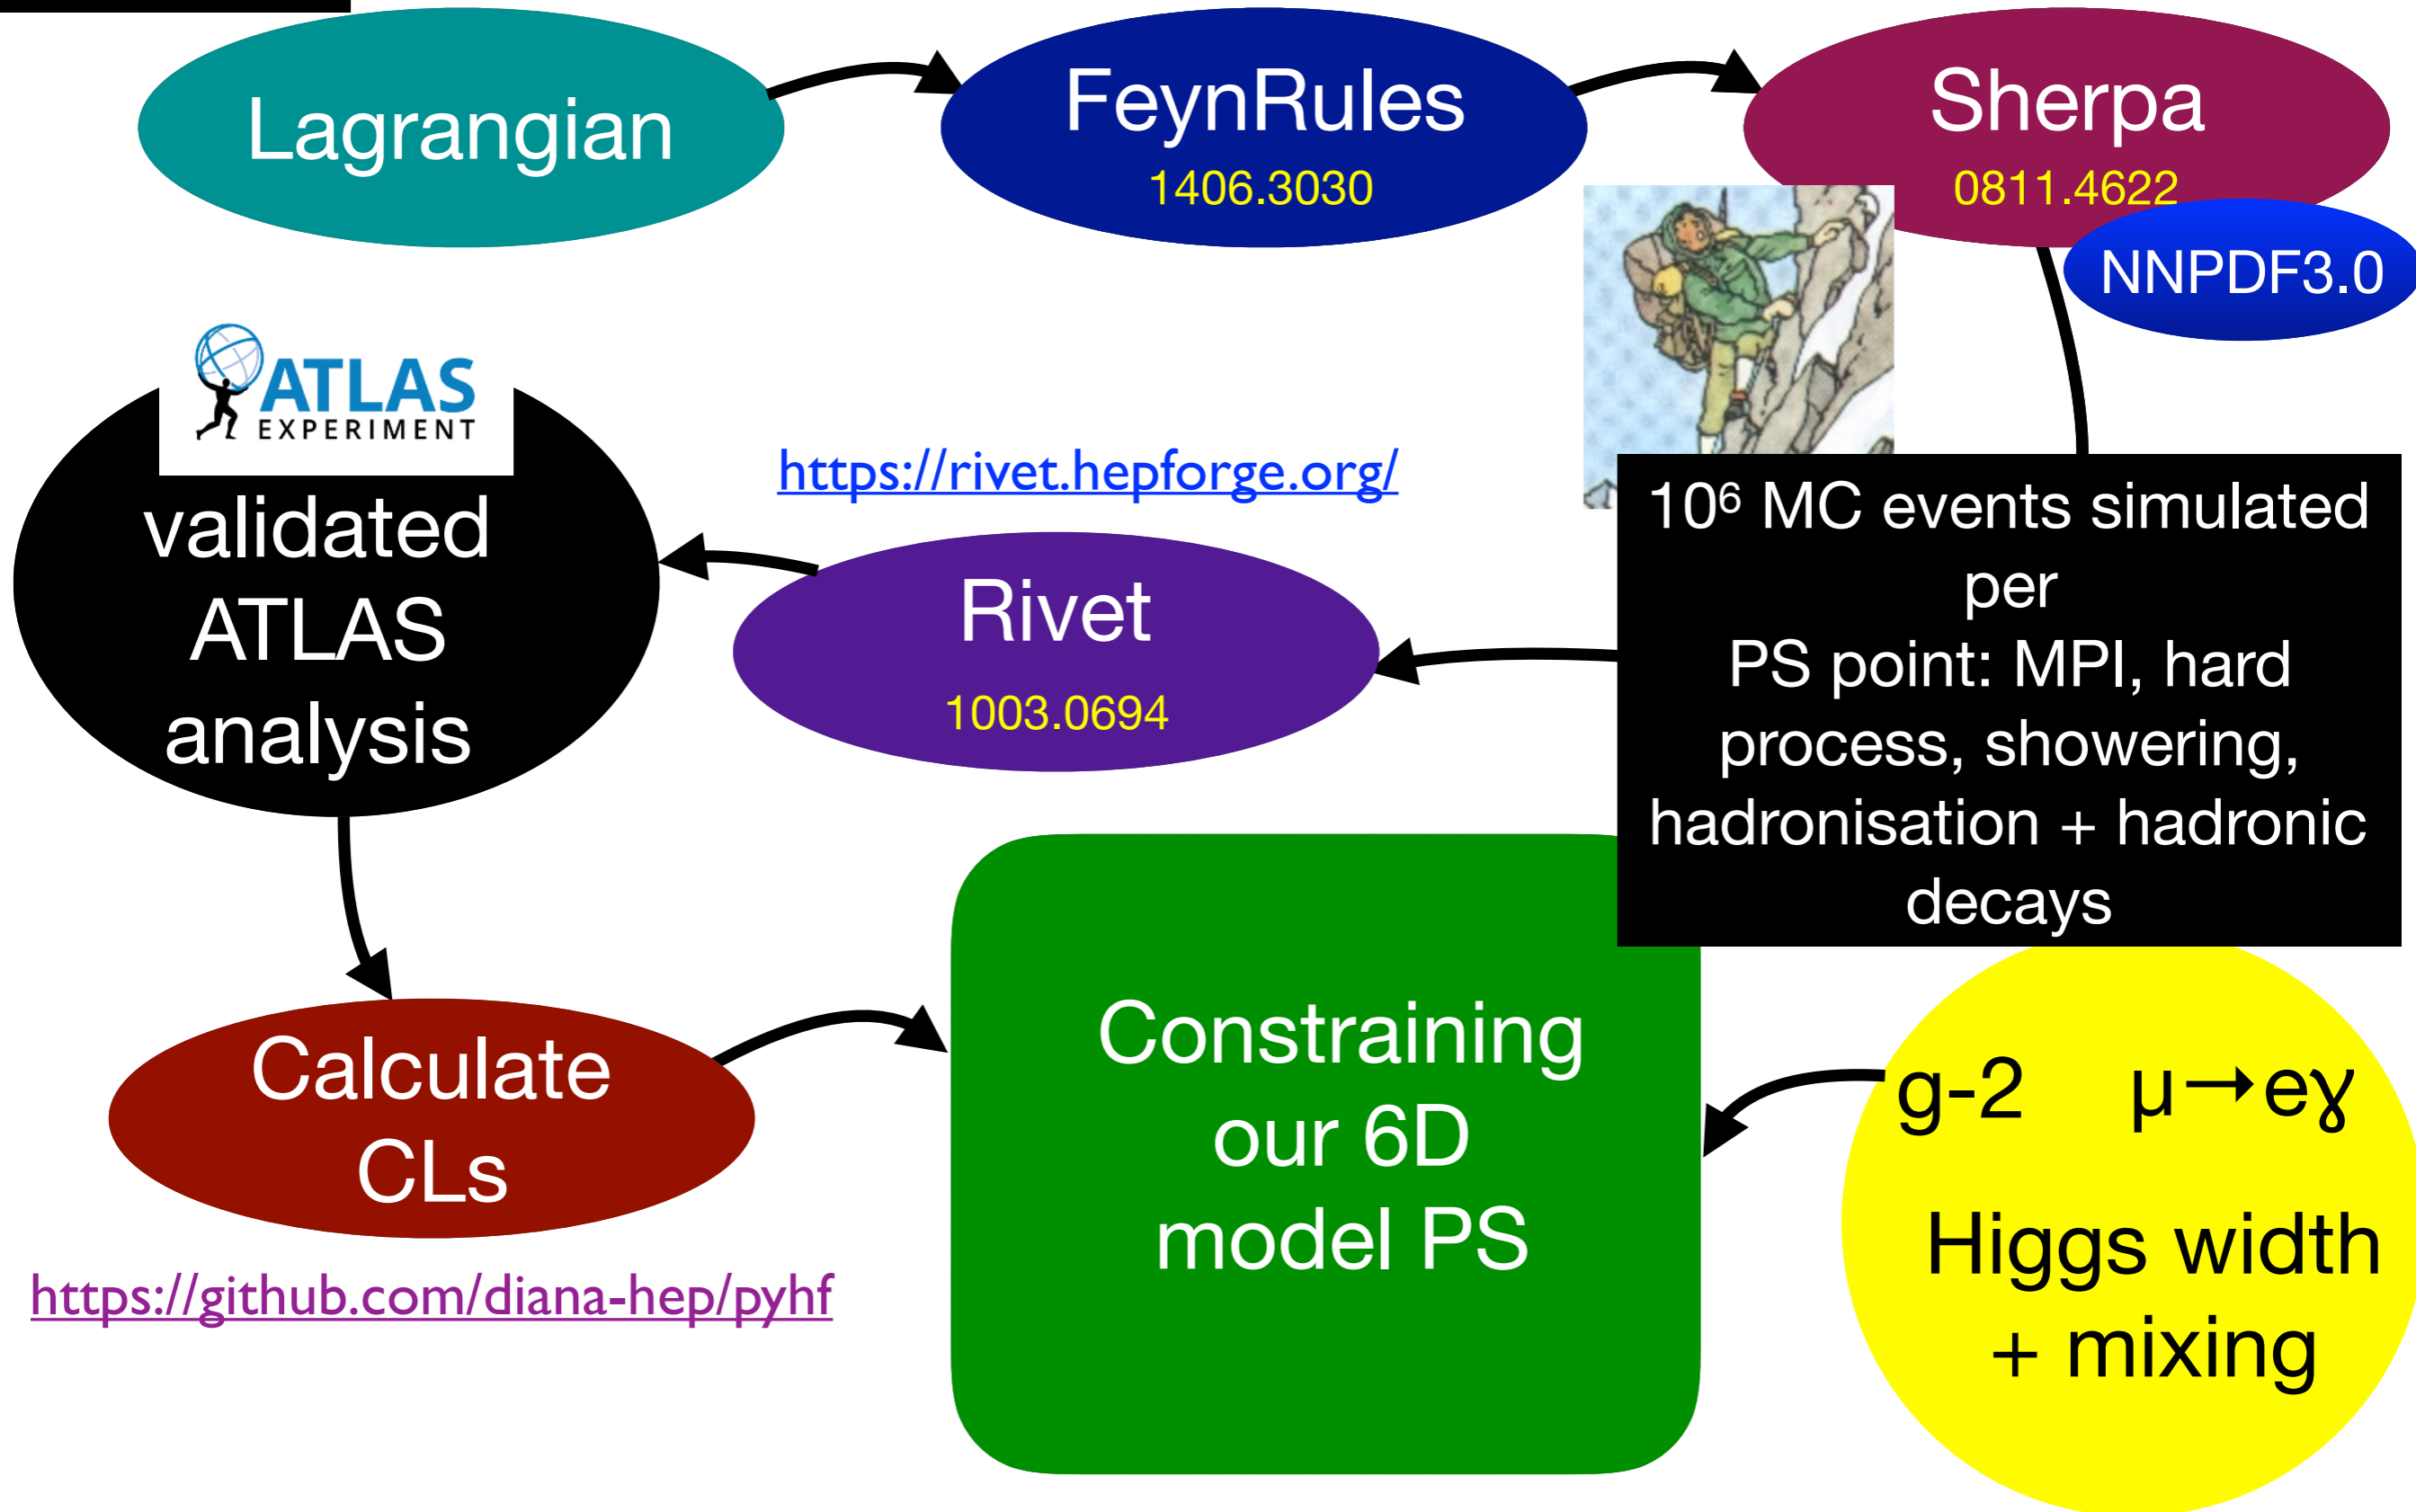 Lagrangian
FeynRules
1406.3030
Sherpa
0811.4622
NNPDF3.0
ATLAS
EXPERIMENT
validated
ATLAS
analysis
https://rivet.hepforge.org/
Rivet
1003.0694
10⁶ MC events simulated
per
PS point: MPI, hard
process, showering,
hadronisation + hadronic
decays
Calculate
CLs
https://github.com/diana-hep/pyhf
Constraining
our 6D
model PS
g-2 μ→eɣ
Higgs width
+ mixing